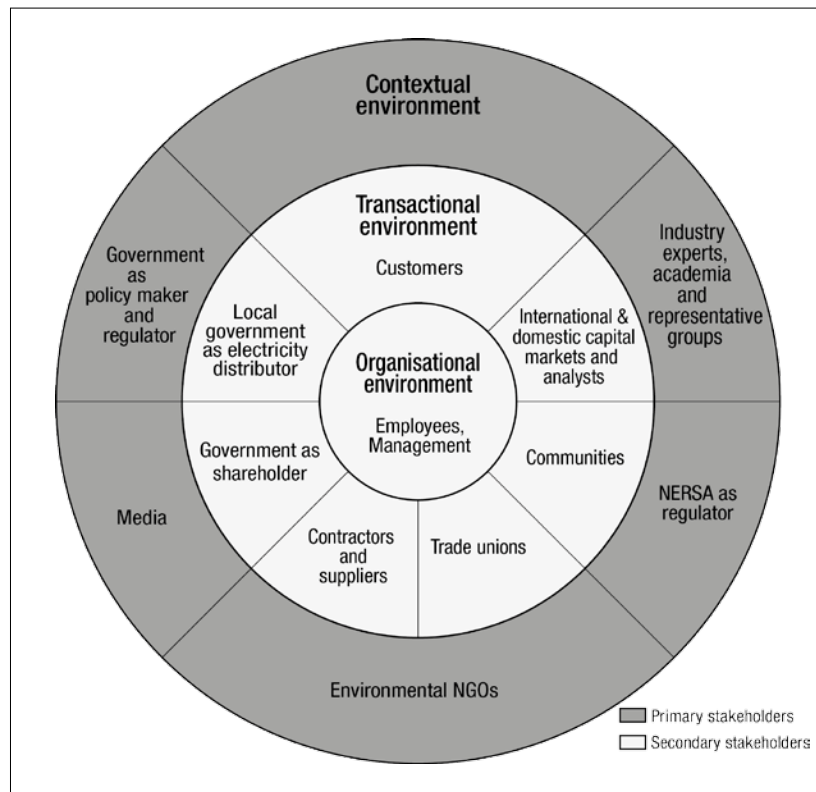 Contextual
environment
Transactional
environment
Customers
Government
as
policy maker
and
regulator
Local
government
as electricity
distributor
Industry
experts,
academia
and
representative
groups
International &
domestic capital
markets and
analysts
Organisational
environment
Employees,
Management
Government as
shareholder
Communities
Media
NERSA as
regulator
Contractors
and
suppliers
Trade unions
Environmental NGOs
Primary stakeholders
Secondary stakeholders